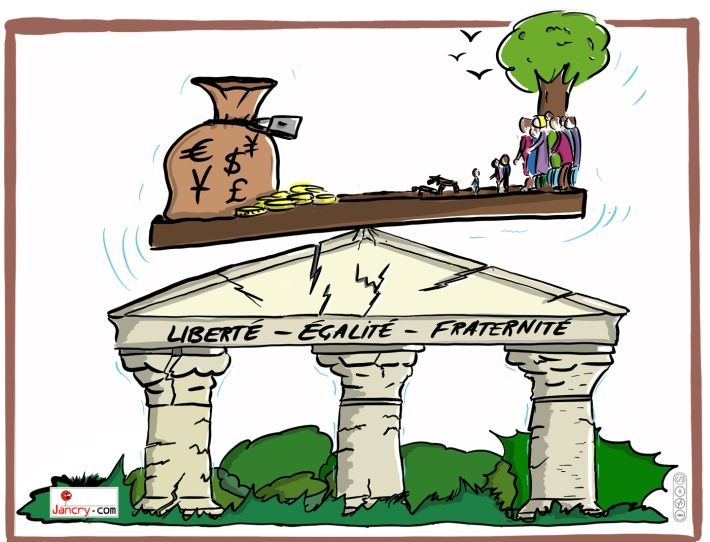 € $ ¥
¥ £
LIBERTÉ - ÉGALITÉ - FRATERNITÉ
Jancry.com